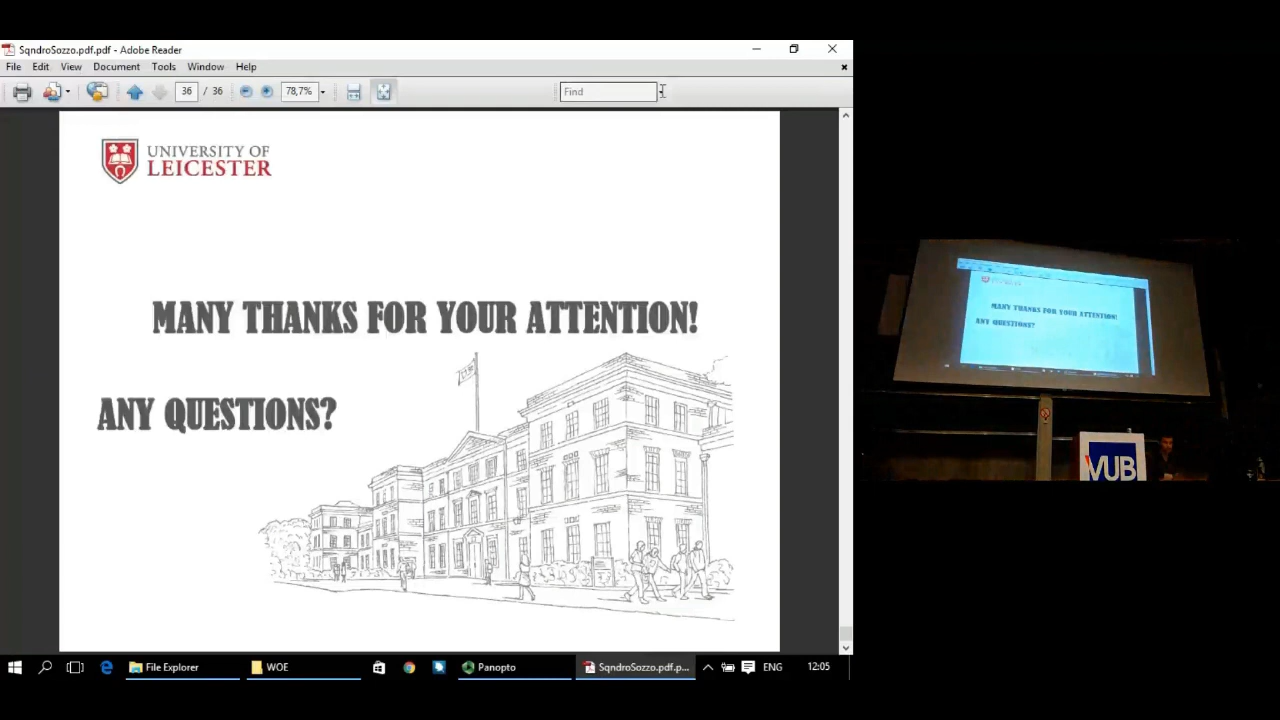 SqndroSozzo.pdf.pdf - Adobe Reader
File Edit View Document Tools Window Help
36 / 36 78,7% Find
UNIVERSITY OF
LEICESTER
MANY THANKS FOR YOUR ATTENTION!
ANY QUESTIONS?
File Explorer WOE Panopto SqndroSozzo.pdf.p... ENG 12:05
MANY THANKS FOR YOUR ATTENTION!
ANY QUESTIONS?
VUB